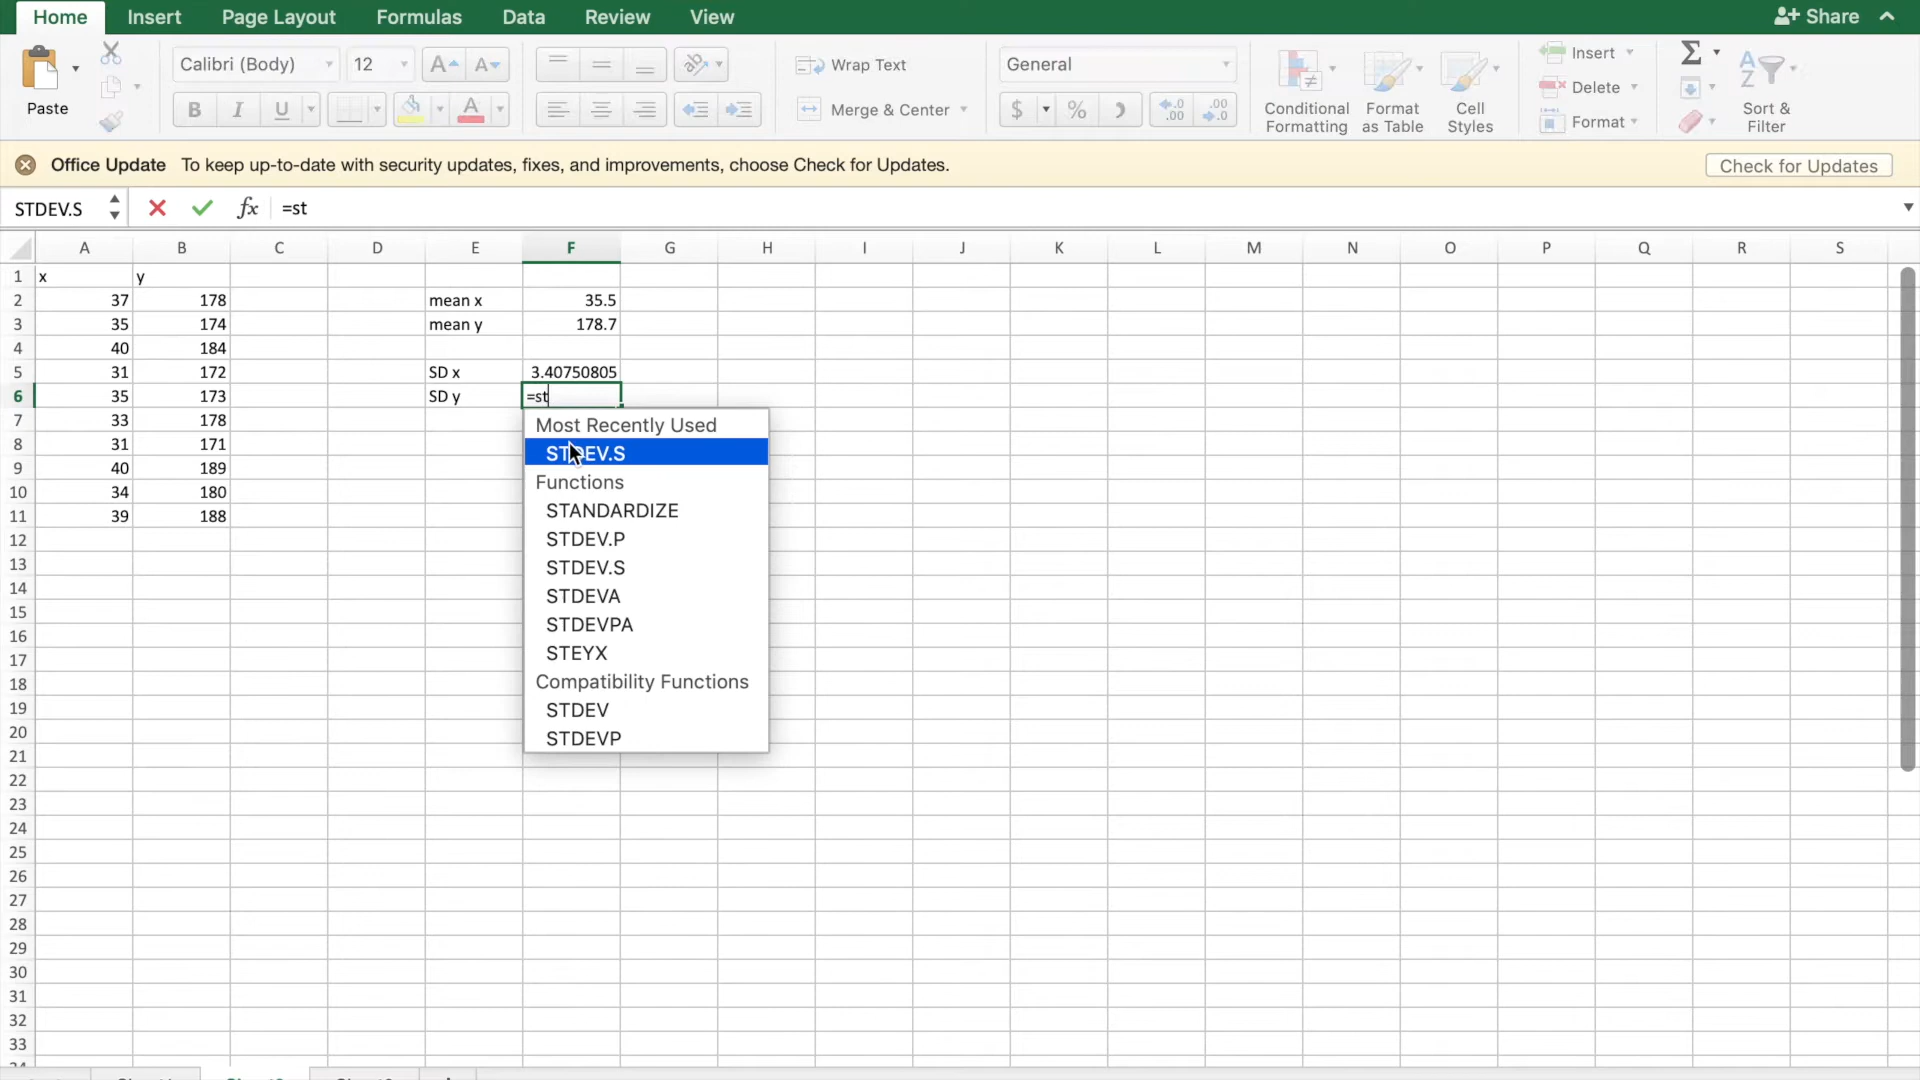 Home Insert Page Layout Formulas Data Review View Share
Paste
Calibri (Body) 12 A A
B I U A
Wrap Text
Merge & Center
General
$ % .00 .0
Conditional Formatting
Format as Table
Cell Styles
Insert
Delete
Format
Sort & Filter
Office Update To keep up-to-date with security updates, fixes, and improvements, choose Check for Updates. Check for Updates
STDEV.S fx =st
A B C D E F G H I J K L M N O P Q R S
1 x y
2 37 178 mean x 35.5
3 35 174 mean y 178.7
4 40 184
5 31 172 SD x 3.40750805
6 35 173 SD y =st
7 33 178
8 31 171
9 40 189
10 34 180
11 39 188
12
13
14
15
16
17
18
19
20
21
22
23
24
25
26
27
28
29
30
31
32
33
Most Recently Used
STDEV.S
Functions
STANDARDIZE
STDEV.P
STDEV.S
STDEVA
STDEVPA
STEYX
Compatibility Functions
STDEV
STDEVP